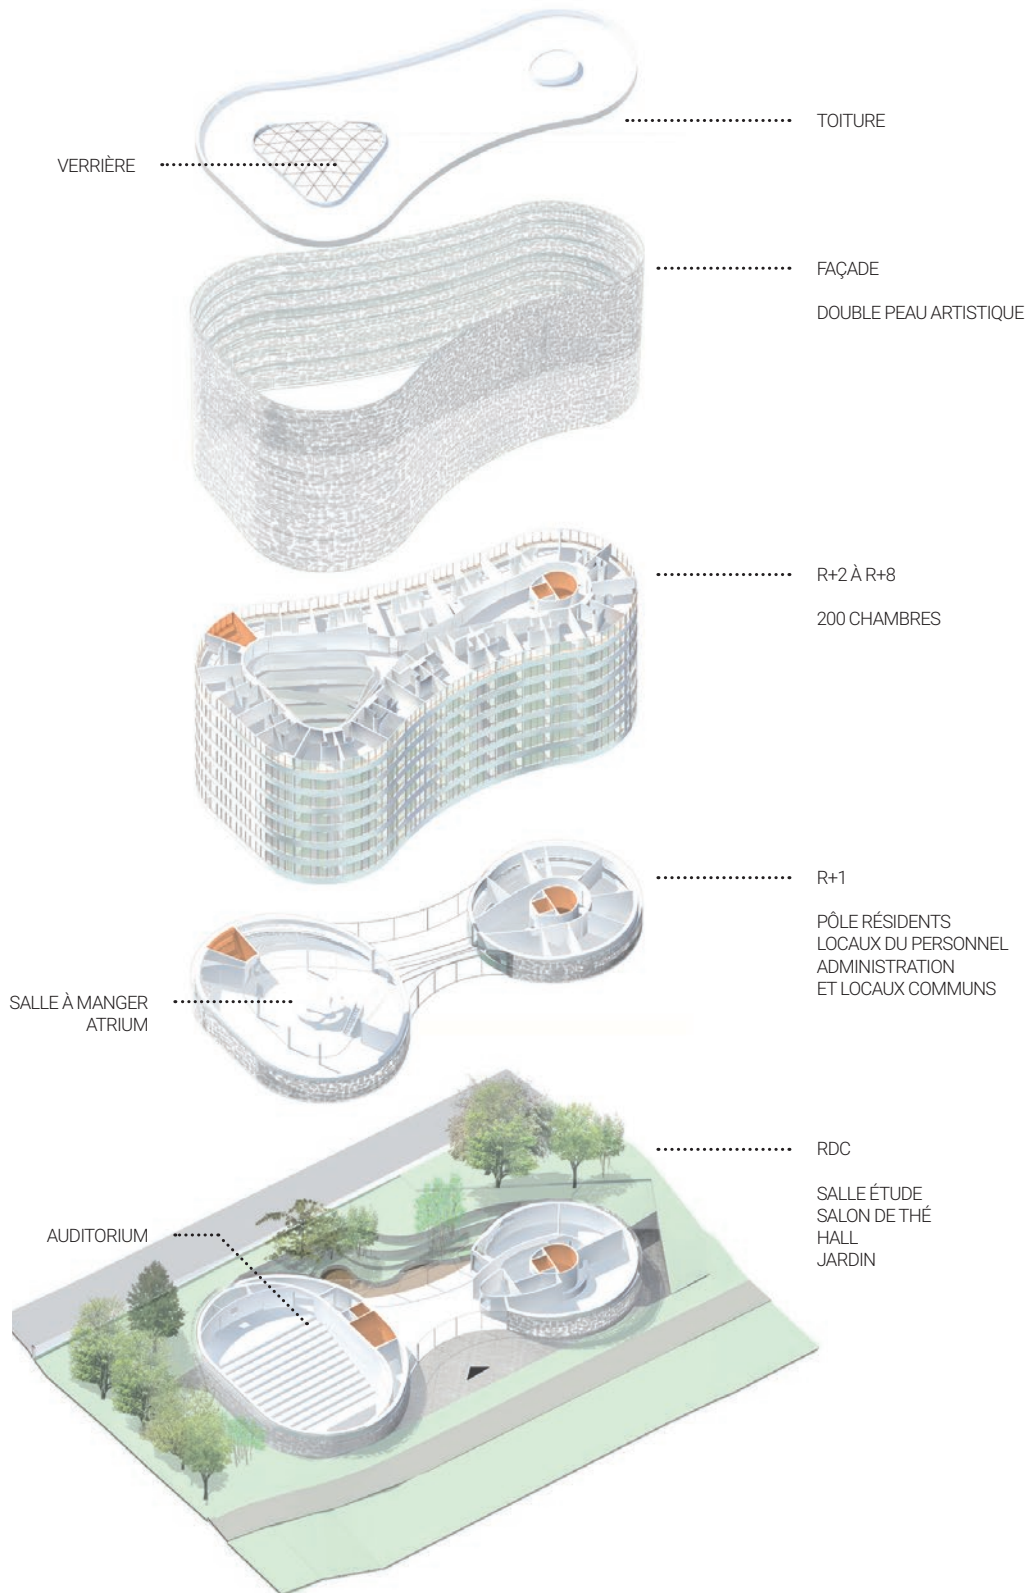 TOITURE
VERRIÈRE
FAÇADE
DOUBLE PEAU ARTISTIQUE
R+2 À R+8
200 CHAMBRES
R+1
PÔLE RÉSIDENTS
LOCAUX DU PERSONNEL
ADMINISTRATION
ET LOCAUX COMMUNS
SALLE À MANGER
ATRIUM
RDC
SALLE ÉTUDE
SALON DE THÉ
HALL
JARDIN
AUDITORIUM